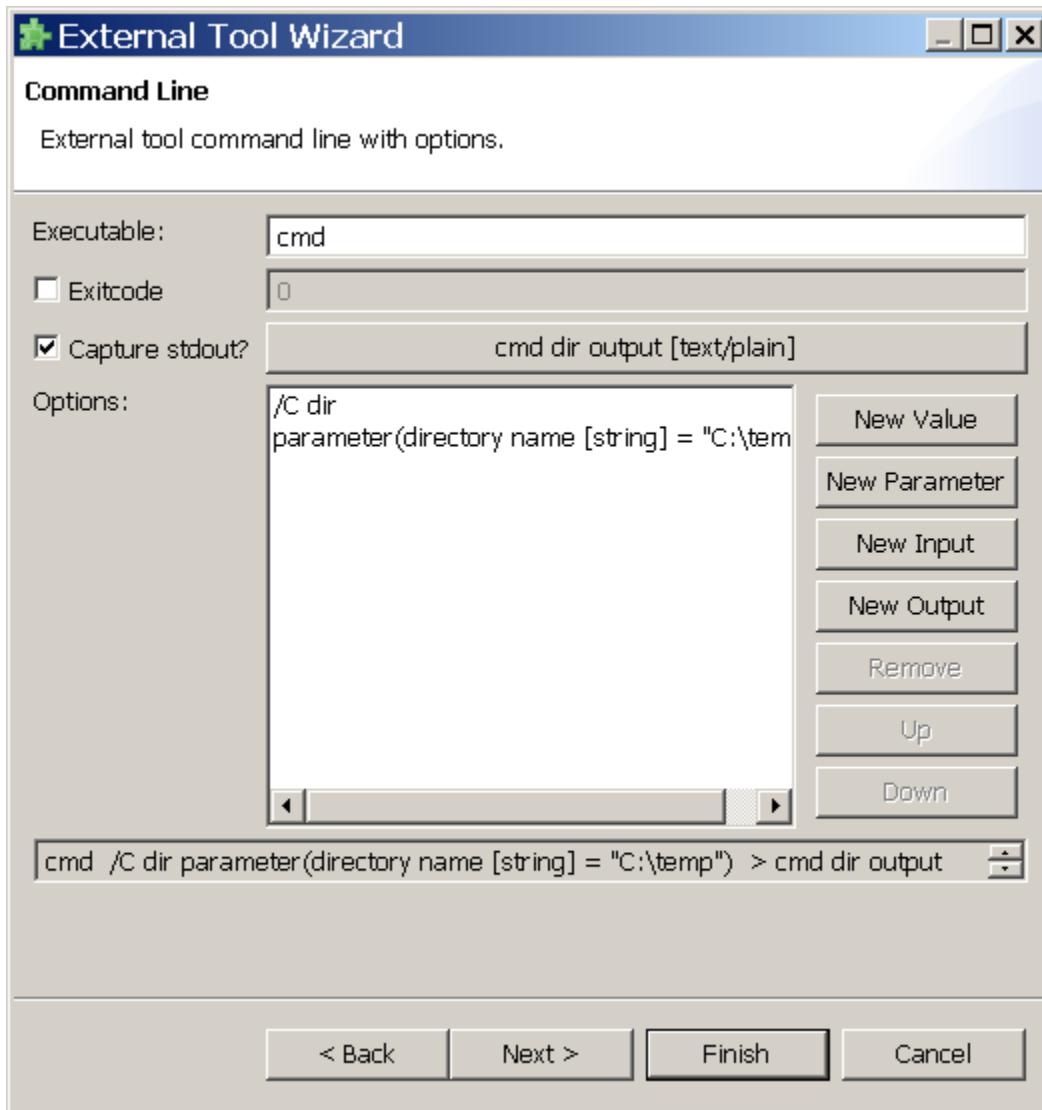 External Tool Wizard
Command Line
External tool command line with options.
Executable:
cmd
Exitcode
0
Capture stdout?
cmd dir output [text/plain]
Options:
/C dir
parameter(directory name [string] = "C:\tem
New Value
New Parameter
New Input
New Output
Remove
Up
Down
cmd  /C dir parameter(directory name [string] = "C:\temp")  > cmd dir output
< Back
Next >
Finish
Cancel